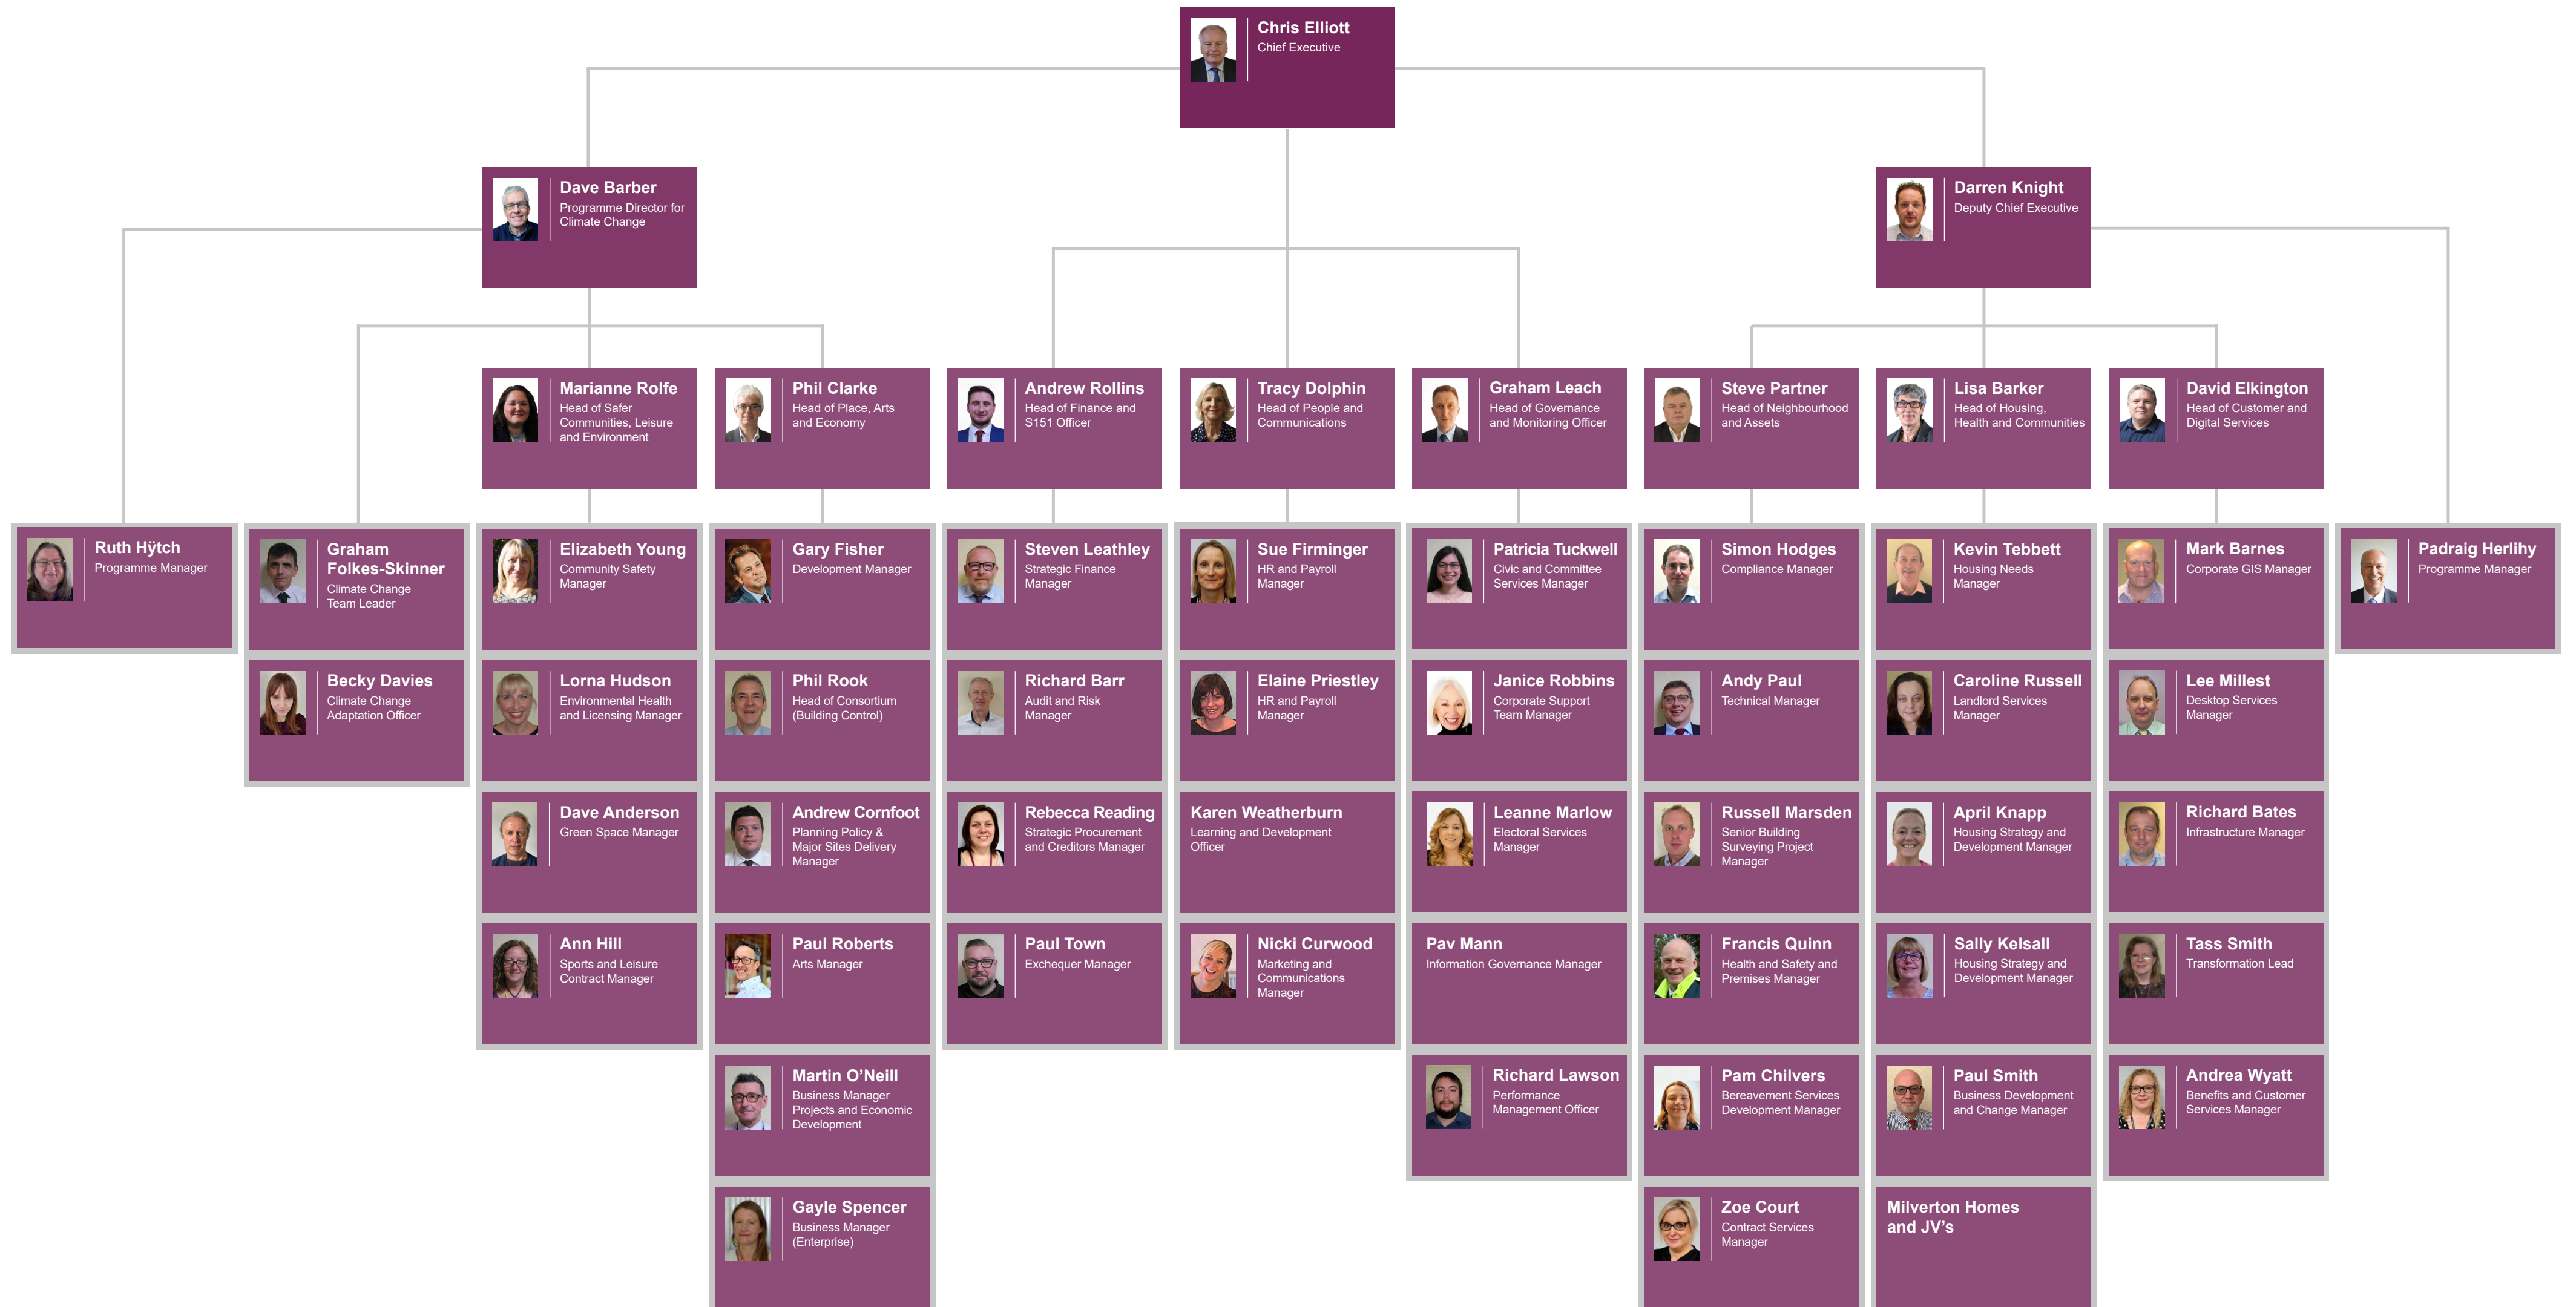 Chris Elliott
Chief Executive
Dave Barber
Programme Director for
Climate Change
Darren Knight
Deputy Chief Executive
Marianne Rolfe
Head of Safer
Communities, Leisure
and Environment
Phil Clarke
Head of Place, Arts
and Economy
Andrew Rollins
Head of Finance and
S151 Officer
Tracy Dolphin
Head of People and
Communications
Graham Leach
Head of Governance
and Monitoring Officer
Steve Partner
Head of Neighbourhood
and Assets
Lisa Barker
Head of Housing,
Health and Communities
David Elkington
Head of Customer and
Digital Services
Ruth Hÿtch
Programme Manager
Graham
Folkes-Skinner
Climate Change
Team Leader
Elizabeth Young
Community Safety
Manager
Gary Fisher
Development Manager
Steven Leathley
Strategic Finance
Manager
Sue Firminger
HR and Payroll
Manager
Patricia Tuckwell
Civic and Committee
Services Manager
Simon Hodges
Compliance Manager
Kevin Tebbett
Housing Needs
Manager
Mark Barnes
Corporate GIS Manager
Padraig Herlihy
Programme Manager
Becky Davies
Climate Change
Adaptation Officer
Lorna Hudson
Environmental Health
and Licensing Manager
Phil Rook
Head of Consortium
(Building Control)
Richard Barr
Audit and Risk
Manager
Elaine Priestley
HR and Payroll
Manager
Janice Robbins
Corporate Support
Team Manager
Andy Paul
Technical Manager
Caroline Russell
Landlord Services
Manager
Lee Millest
Desktop Services
Manager
Dave Anderson
Green Space Manager
Andrew Cornfoot
Planning Policy &
Major Sites Delivery
Manager
Rebecca Reading
Strategic Procurement
and Creditors Manager
Karen Weatherburn
Learning and Development
Officer
Leanne Marlow
Electoral Services
Manager
Russell Marsden
Senior Building
Surveying Project
Manager
April Knapp
Housing Strategy and
Development Manager
Richard Bates
Infrastructure Manager
Ann Hill
Sports and Leisure
Contract Manager
Paul Roberts
Arts Manager
Paul Town
Exchequer Manager
Nicki Curwood
Marketing and
Communications
Manager
Pav Mann
Information Governance Manager
Francis Quinn
Health and Safety and
Premises Manager
Sally Kelsall
Housing Strategy and
Development Manager
Tass Smith
Transformation Lead
Martin O’Neill
Business Manager
Projects and Economic
Development
Richard Lawson
Performance
Management Officer
Pam Chilvers
Bereavement Services
Development Manager
Paul Smith
Business Development
and Change Manager
Andrea Wyatt
Benefits and Customer
Services Manager
Gayle Spencer
Business Manager
(Enterprise)
Zoe Court
Contract Services
Manager
Milverton Homes
and JV’s